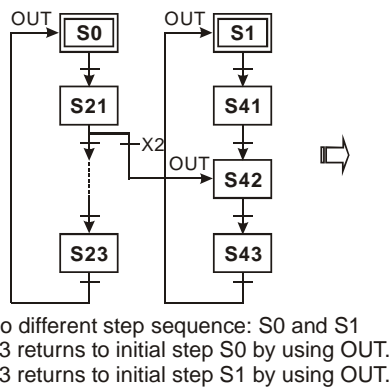 OUT S0 OUT S1
S21 S41
X2
OUT S42
S23 S43
o different step sequence: S0 and S1
3 returns to initial step S0 by using OUT.
3 returns to initial step S1 by using OUT.